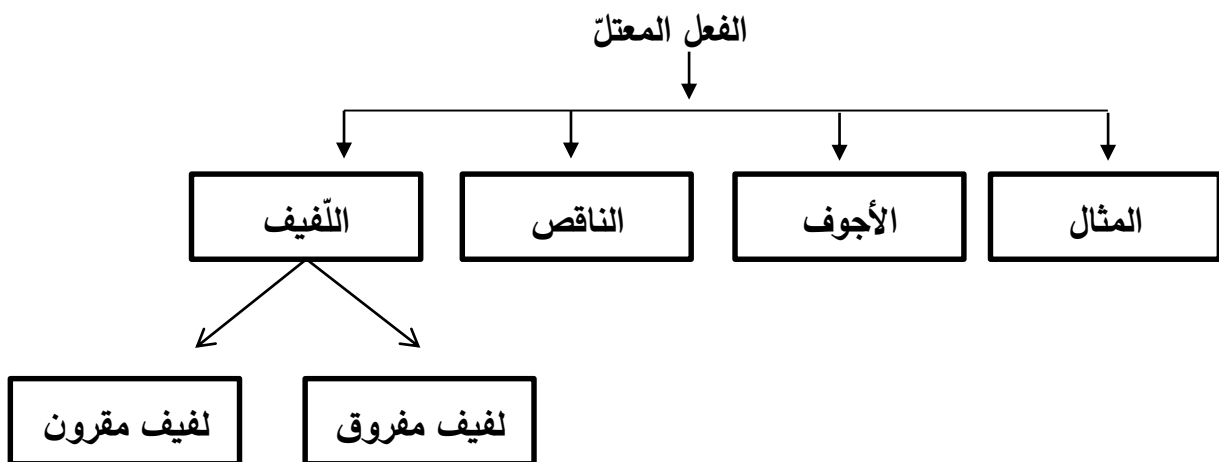 الفعل المعتلّ
المثال
الأجوف
الناقص
اللّفيف
لفيف مفروق
لفيف مقرون